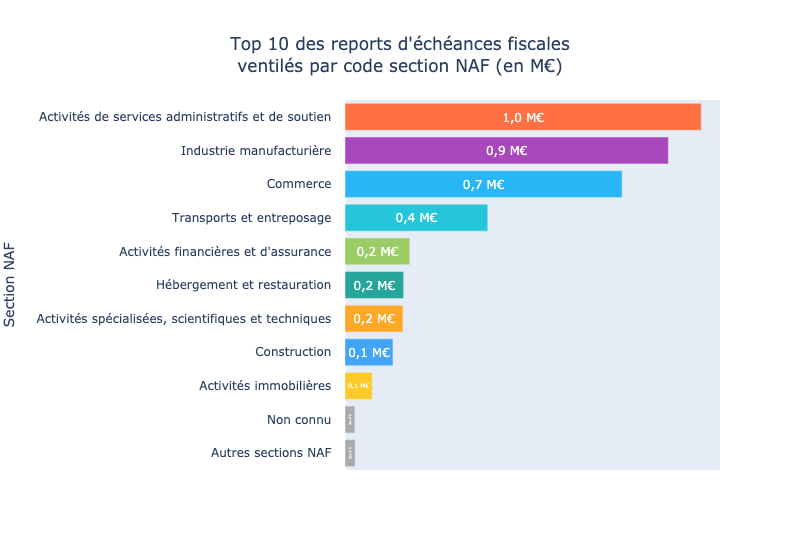 Top 10 des reports d'échéances fiscales
ventilés par code section NAF (en M€)
Section NAF
Activités de services administratifs et de soutien 1,0 M€
Industrie manufacturière 0,9 M€
Commerce 0,7 M€
Transports et entreposage 0,4 M€
Activités financières et d'assurance 0,2 M€
Hébergement et restauration 0,2 M€
Activités spécialisées, scientifiques et techniques 0,2 M€
Construction 0,1 M€
Activités immobilières 0,1 M€
Non connu
Autres sections NAF